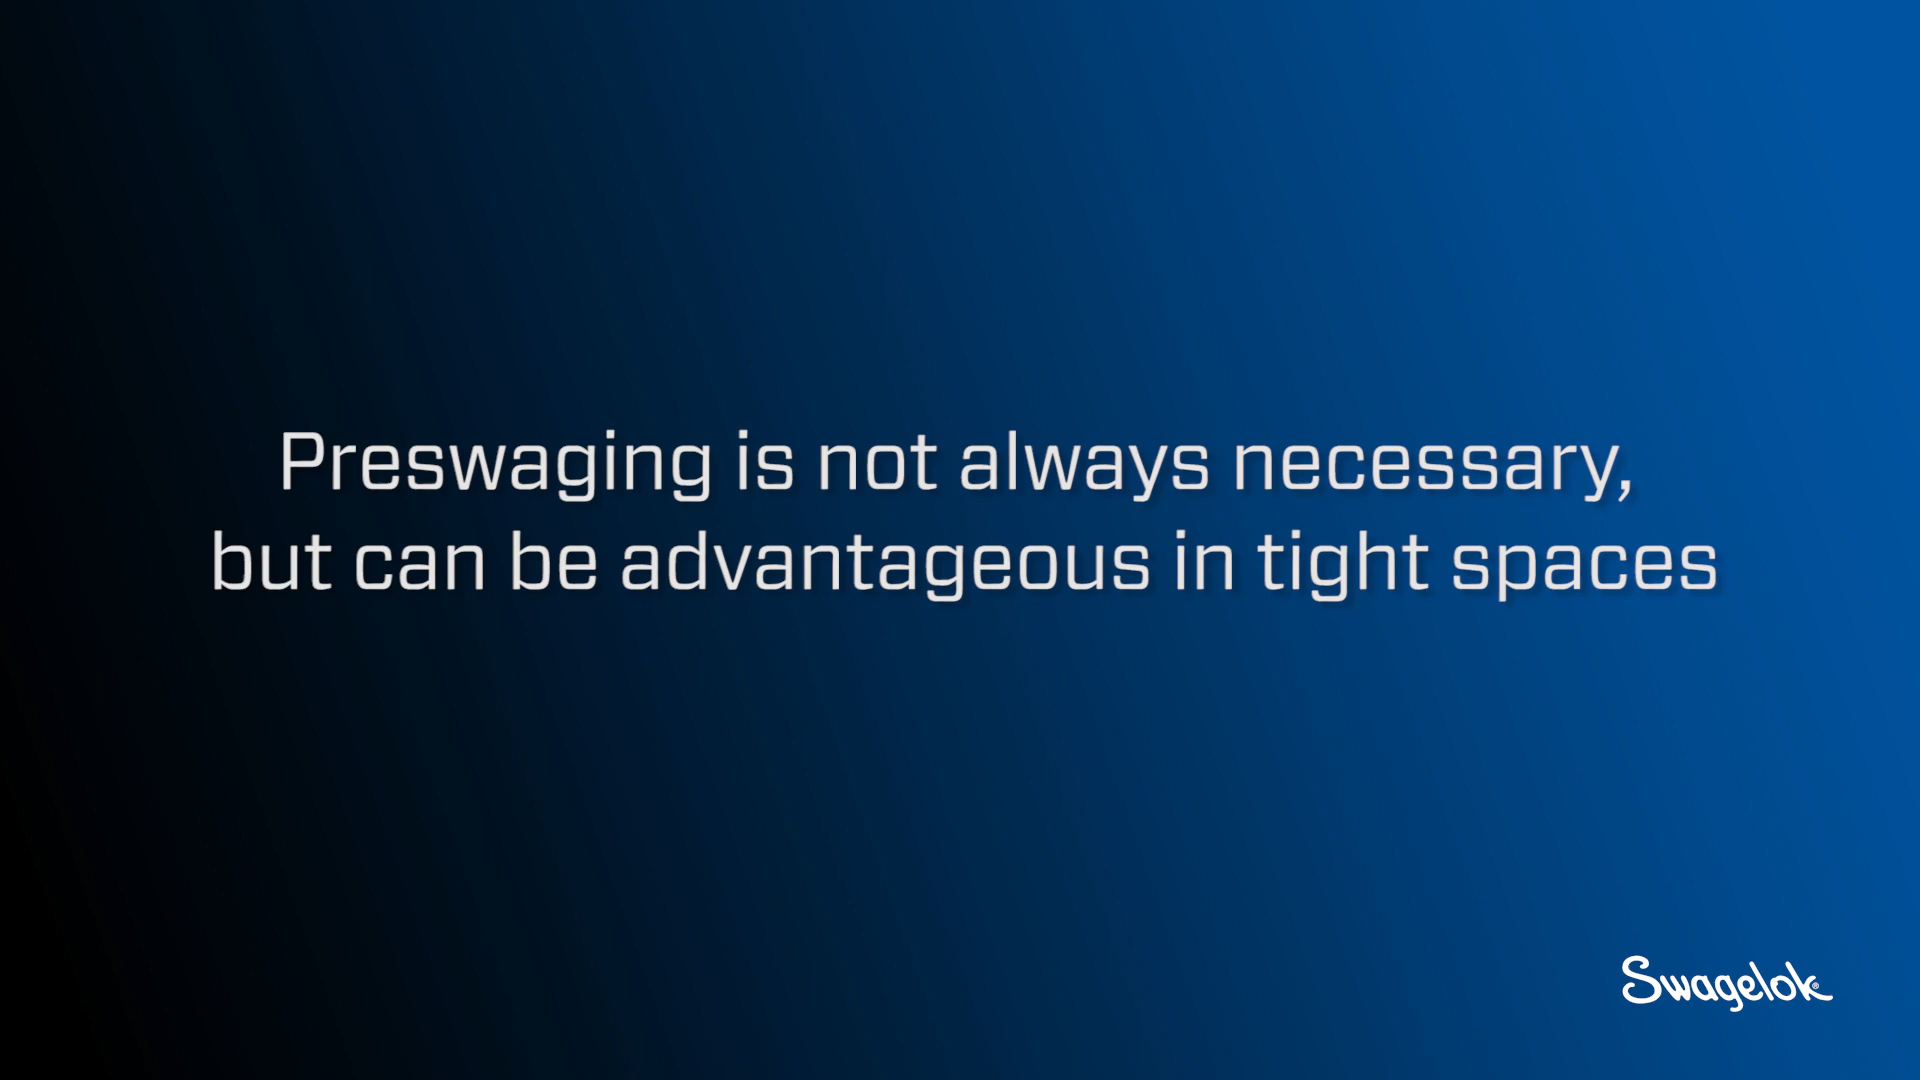 Preswaging is not always necessary,
but can be advantageous in tight spaces
Swagelok®